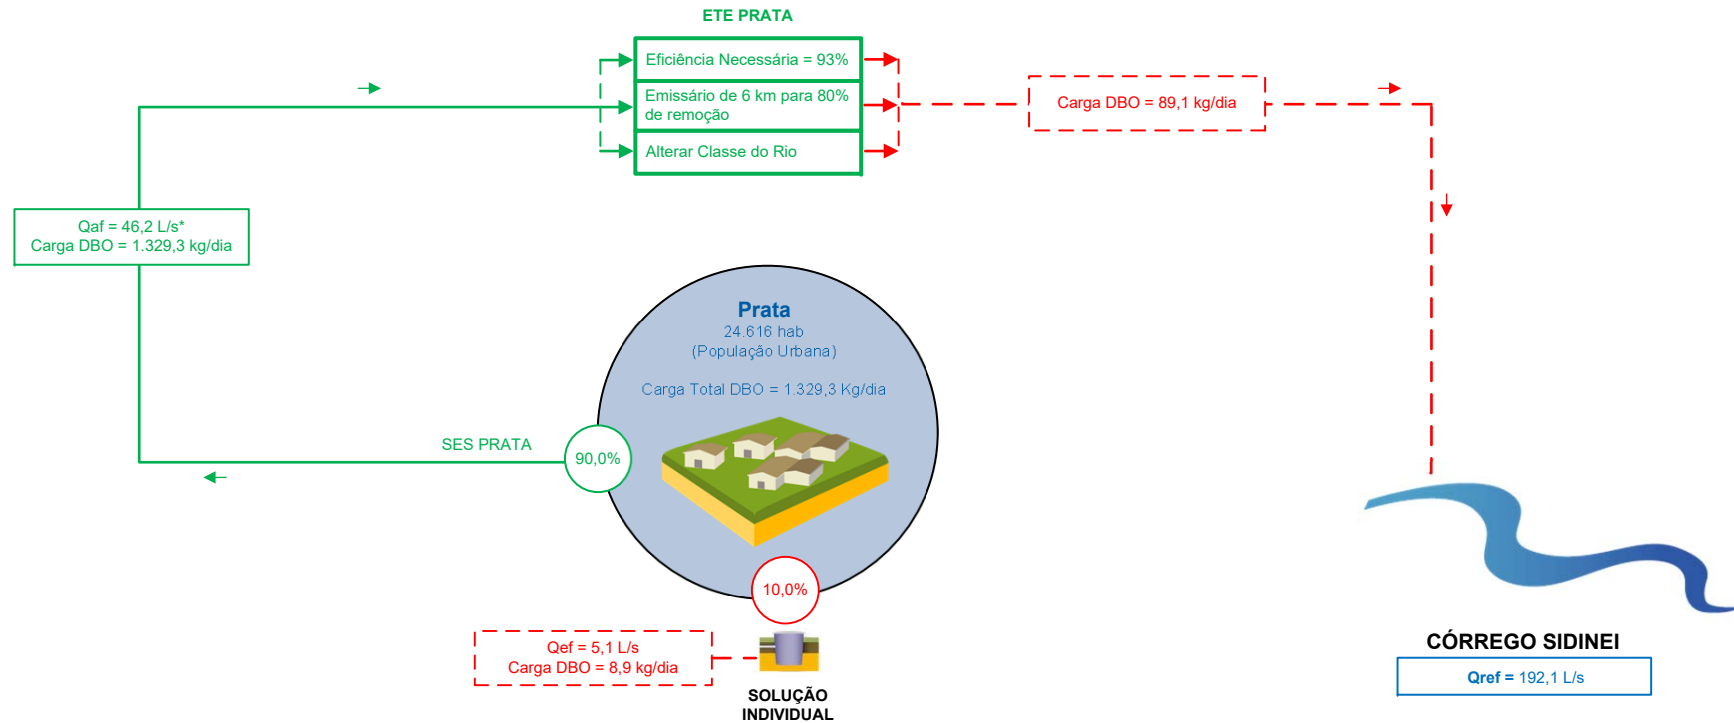 ETE PRATA
Eficiência Necessária = 93%
Emissário de 6 km para 80%
de remoção
Alterar Classe do Rio
Carga DBO = 89,1 kg/dia
Qaf = 46,2 L/s*
Carga DBO = 1.329,3 kg/dia
Prata
24.616 hab
(População Urbana)
Carga Total DBO = 1.329,3 Kg/dia
SES PRATA
90,0%
10,0%
Qef = 5,1 L/s
Carga DBO = 8,9 kg/dia
SOLUÇÃO
INDIVIDUAL
CÓRREGO SIDINEI
Qref = 192,1 L/s